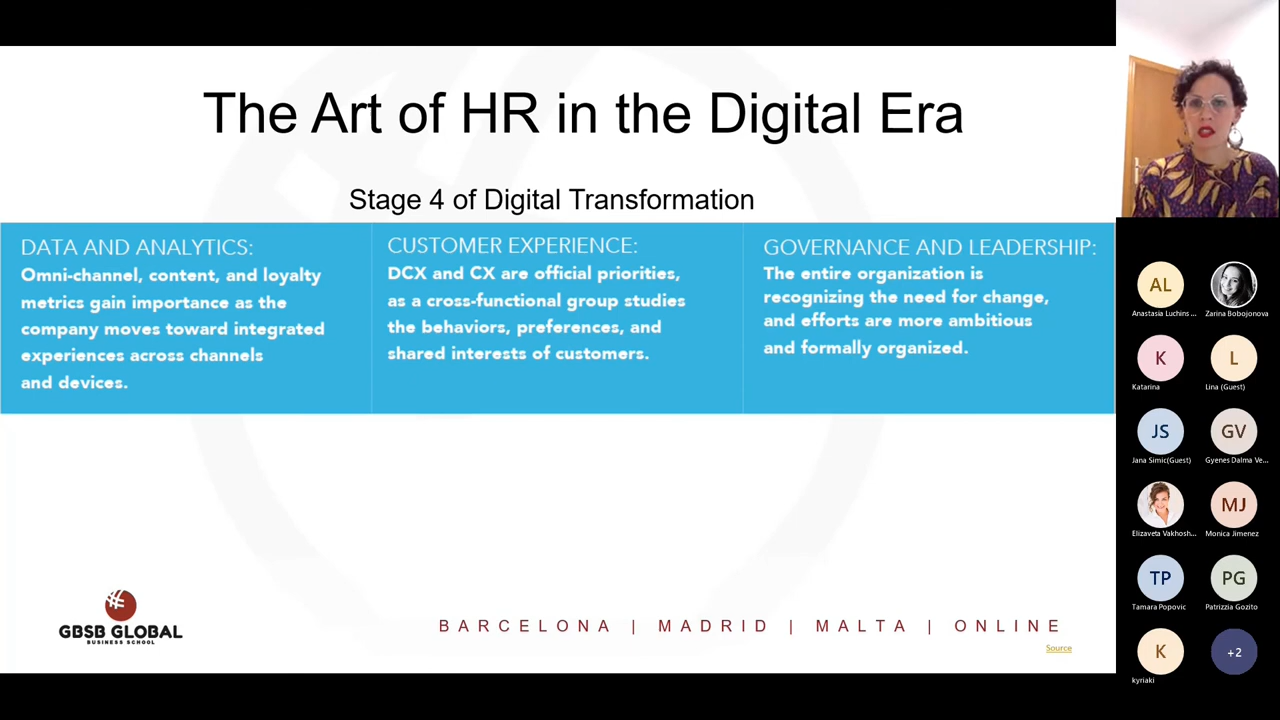 The Art of HR in the Digital Era
Stage 4 of Digital Transformation
DATA AND ANALYTICS:
Omni-channel, content, and loyalty
metrics gain importance as the
company moves toward integrated
experiences across channels
and devices.
CUSTOMER EXPERIENCE:
DCX and CX are official priorities,
as a cross-functional group studies
the behaviors, preferences, and
shared interests of customers.
GOVERNANCE AND LEADERSHIP:
The entire organization is
recognizing the need for change,
and efforts are more ambitious
and formally organized.
GBSB GLOBAL
BUSINESS SCHOOL
BARCELONA | MADRID | MALTA | ONLINE
Source
AL
Anastasia Luchins ...
Zarina Bobojonova
K
Katarina
L
Lina (Guest)
JS
Jana Simic(Guest)
GV
Gyenes Dalma Ve...
Elizaveta Vakhosh...
MJ
Monica Jimenez
TP
Tamara Popovic
PG
Patrizzia Gozito
K
kyriaki
+2